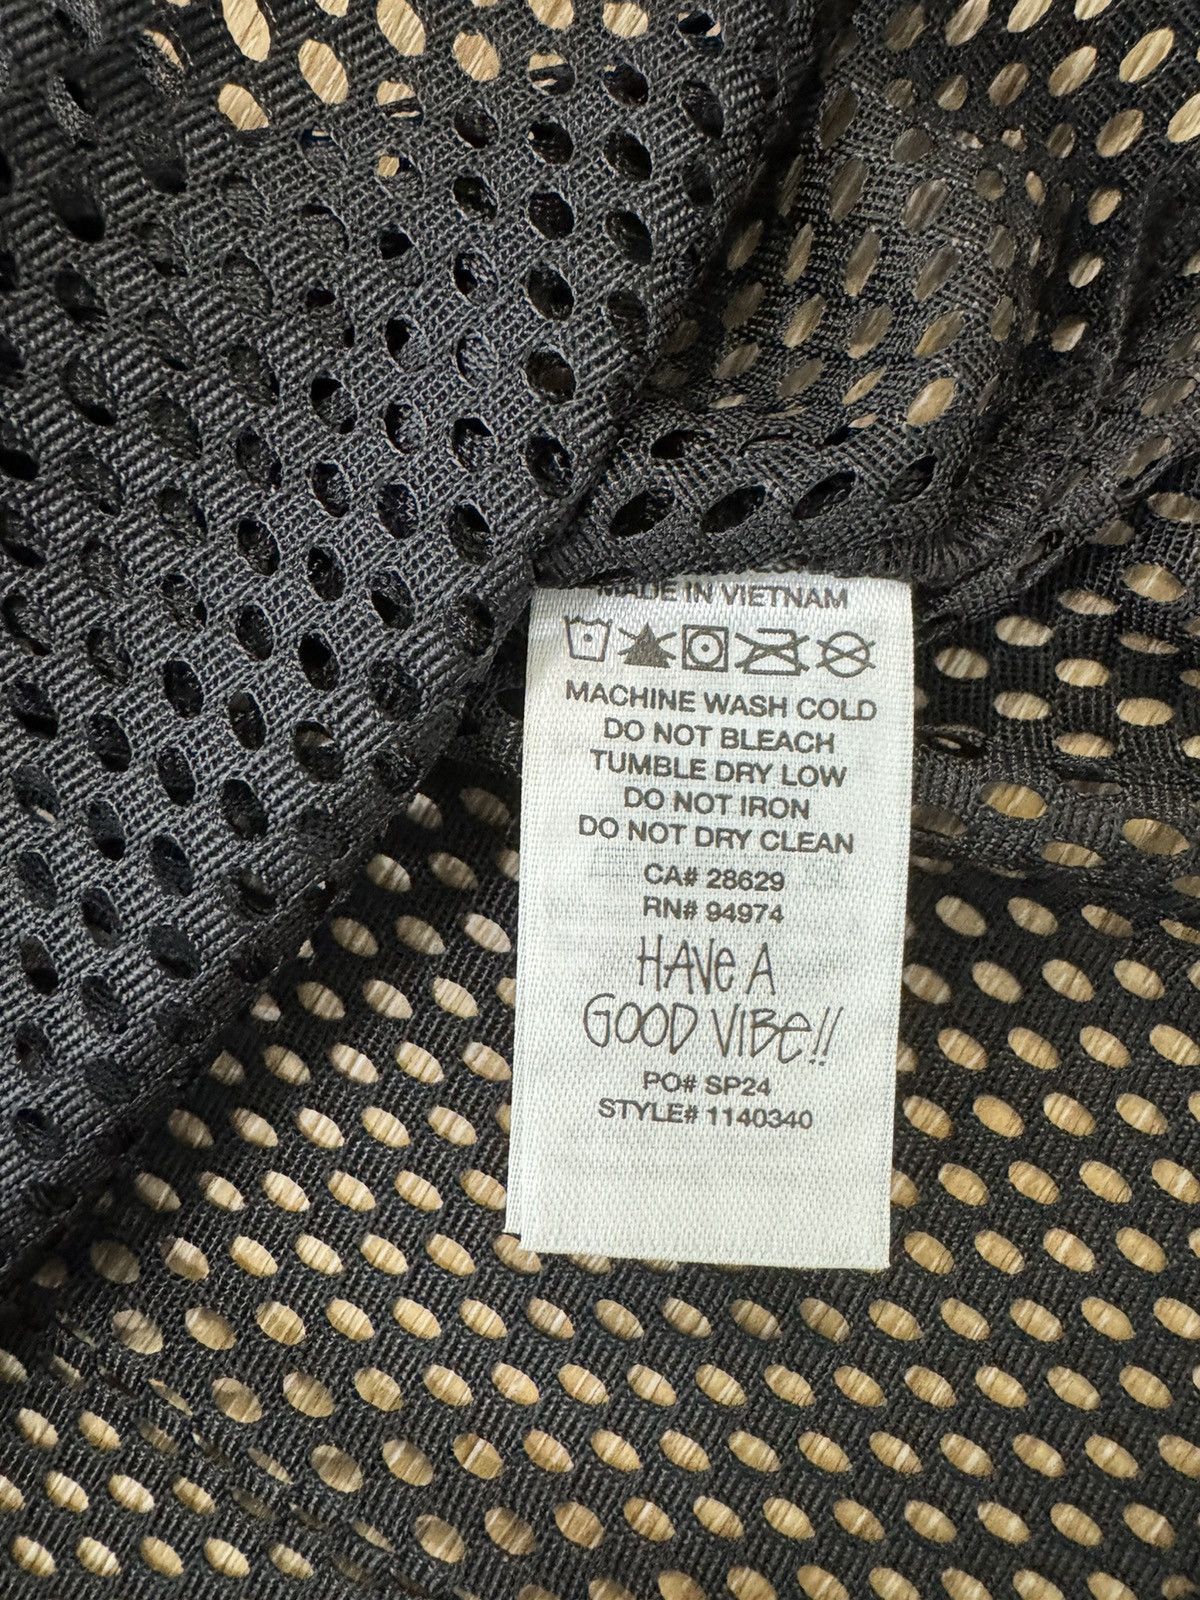 MADE IN VIETNAM
MACHINE WASH COLD
DO NOT BLEACH
TUMBLE DRY LOW
DO NOT IRON
DO NOT DRY CLEAN
CA# 28629
RN# 94974
HAVe A
GOOD VIBe!!
PO# SP24
STYLE# 1140340